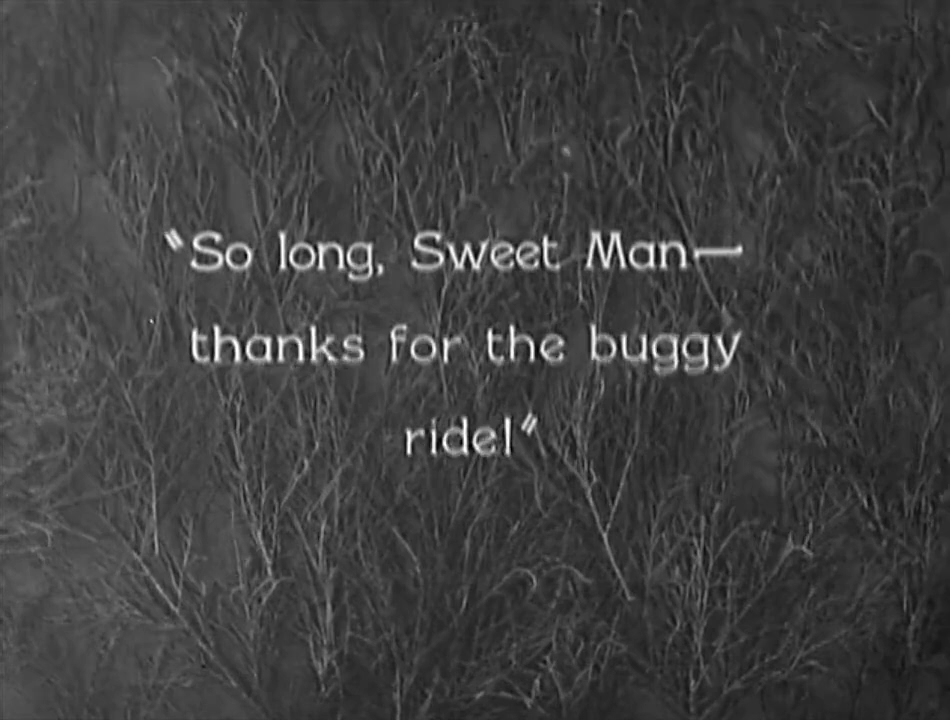 "So long, Sweet Man—
thanks for the buggy
ride!"